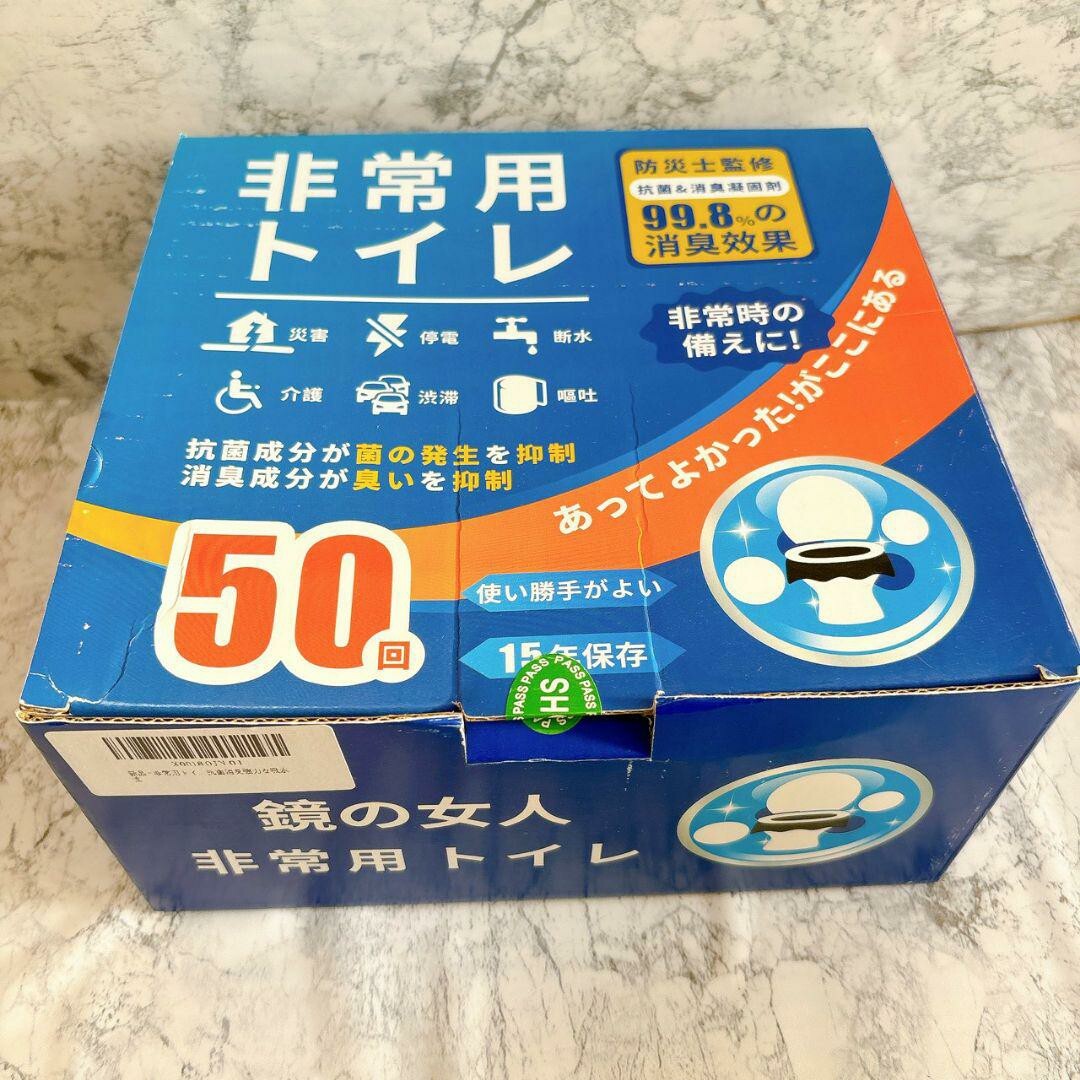 非常用
トイレ
防災士監修
抗菌&消臭凝固剤
99.8%の
消臭効果
非常時の
備えに!
災害
停電
断水
介護
渋滞
嘔吐
抗菌成分が菌の発生を抑制
消臭成分が臭いを抑制
あってよかった!がここにある
50回
使い勝手がよい
15年保存
PASS PASS PASS PASS
SH
鏡の女人
非常用トイレ